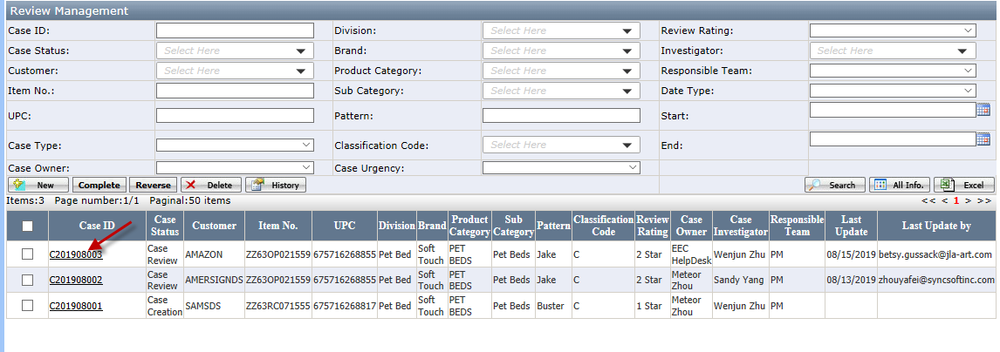 Review Management
Case ID: Division: Review Rating:
Case Status: Select Here Brand: Select Here Investigator: Select Here
Customer: Select Here Product Category: Select Here Responsible Team:
Item No.: Sub Category: Select Here Date Type:
UPC: Pattern: Start:
Case Type: Classification Code: Select Here End:
Case Owner: Case Urgency:
New Complete Reverse Delete History Search All Info. Excel
Items:3 Page number:1/1 Paginal:50 items << < 1 > >>
Case ID Case Status Customer Item No. UPC Division Brand Product Category Sub Category Pattern Classification Code Review Rating Case Owner Case Investigator Responsible Team Last Update Last Update by
C201908003 Case Review AMAZON ZZ63OP021559 675716268855 Pet Bed Soft Touch PET BEDS Pet Beds Jake C 2 Star EEC HelpDesk Wenjun Zhu PM 08/15/2019 betsy.gussack@jla-art.com
C201908002 Case Review AMERSIGNDS ZZ63OP021559 675716268855 Pet Bed Soft Touch PET BEDS Pet Beds Jake C 2 Star Meteor Zhou Sandy Yang PM 08/13/2019 zhouyafei@syncsoftinc.com
C201908001 Case Creation SAMSDS ZZ63RC071555 675716268817 Pet Bed Soft Touch PET BEDS Pet Beds Buster C 1 Star Meteor Zhou Wenjun Zhu PM